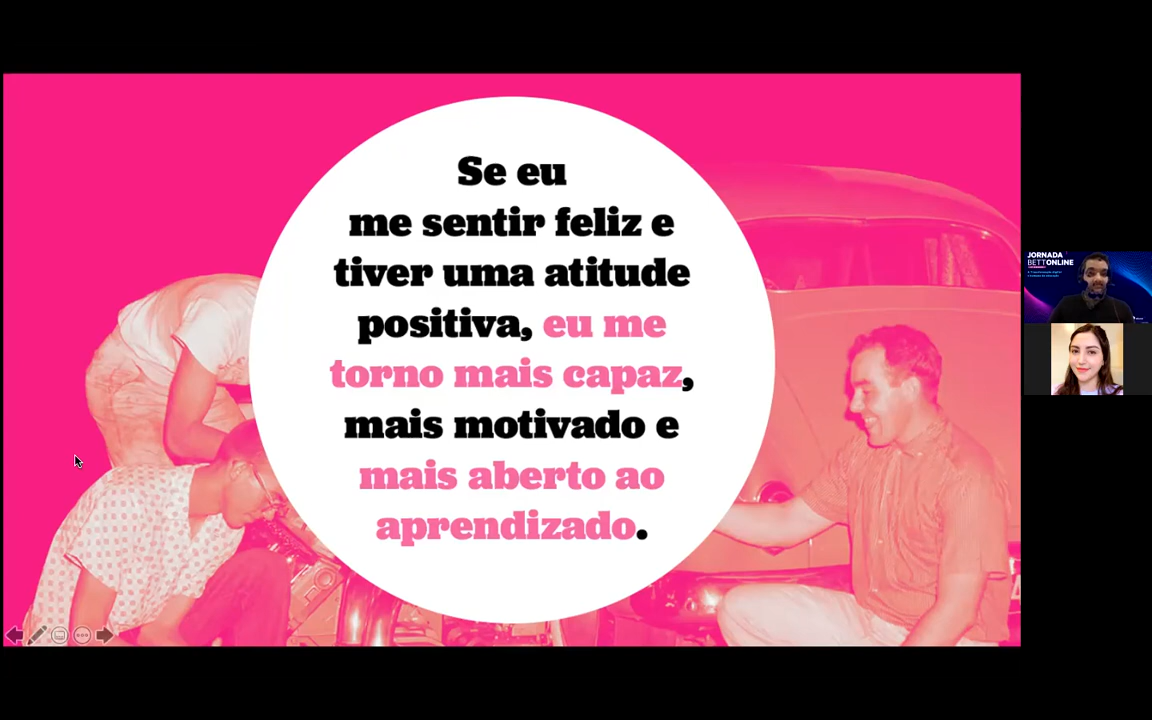 Se eu
me sentir feliz e
tiver uma atitude
positiva, eu me
torno mais capaz,
mais motivado e
mais aberto ao
aprendizado.
JORNADA
BETTONLINE